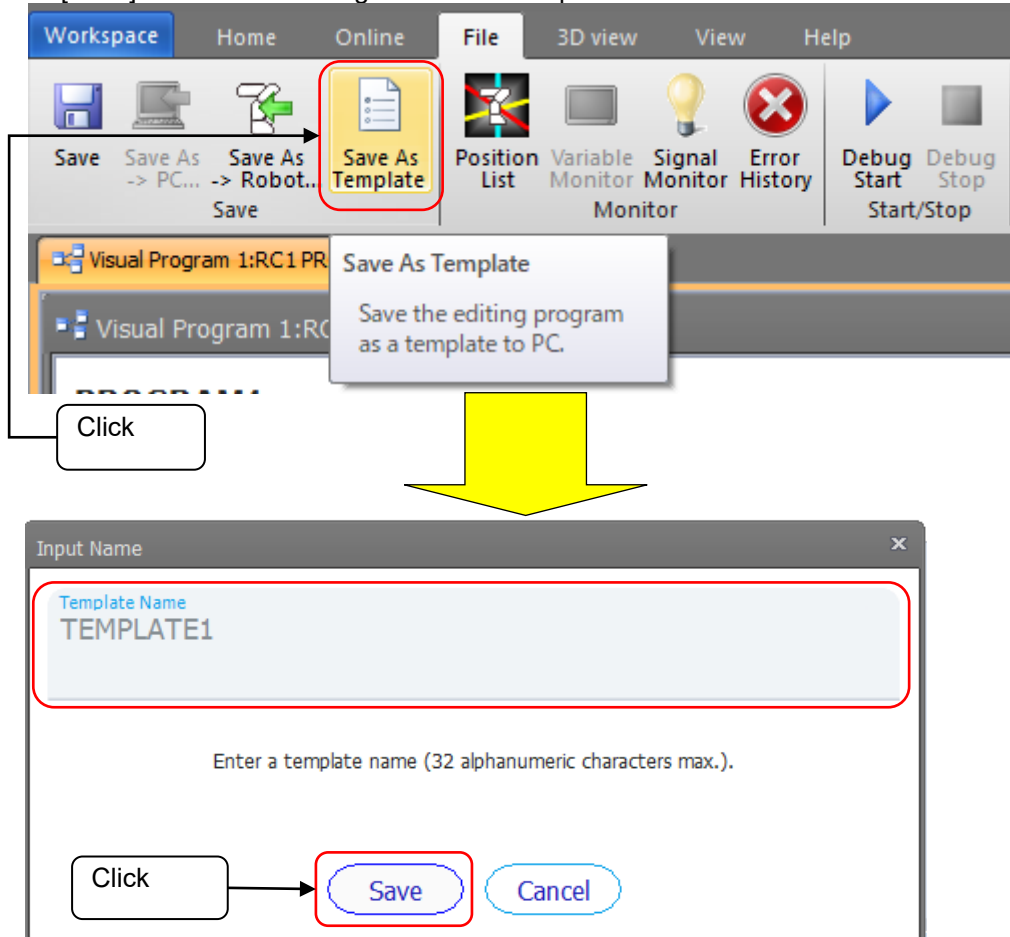 Workspace Home Online File 3D view View Help
Save Save As Save As Save As Position Variable Signal Error Debug Debug
-> PC... -> Robot... Template List Monitor Monitor History Start Stop
Save Monitor Start/Stop
Visual Program 1:RC1 PR
Save As Template
Visual Program 1:RC
Save the editing program
as a template to PC.
Click
Input Name
Template Name
TEMPLATE1
Enter a template name (32 alphanumeric characters max.).
Click
Save Cancel